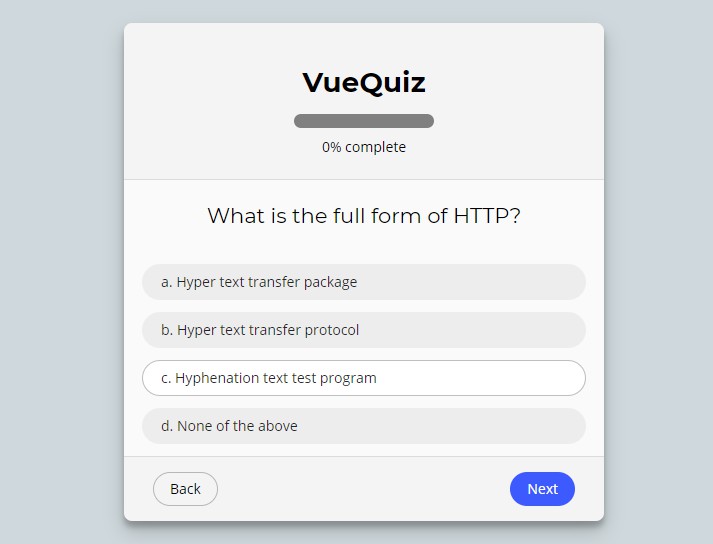 VueQuiz
0% complete
What is the full form of HTTP?
a. Hyper text transfer package
b. Hyper text transfer protocol
c. Hyphenation text test program
d. None of the above
Back
Next